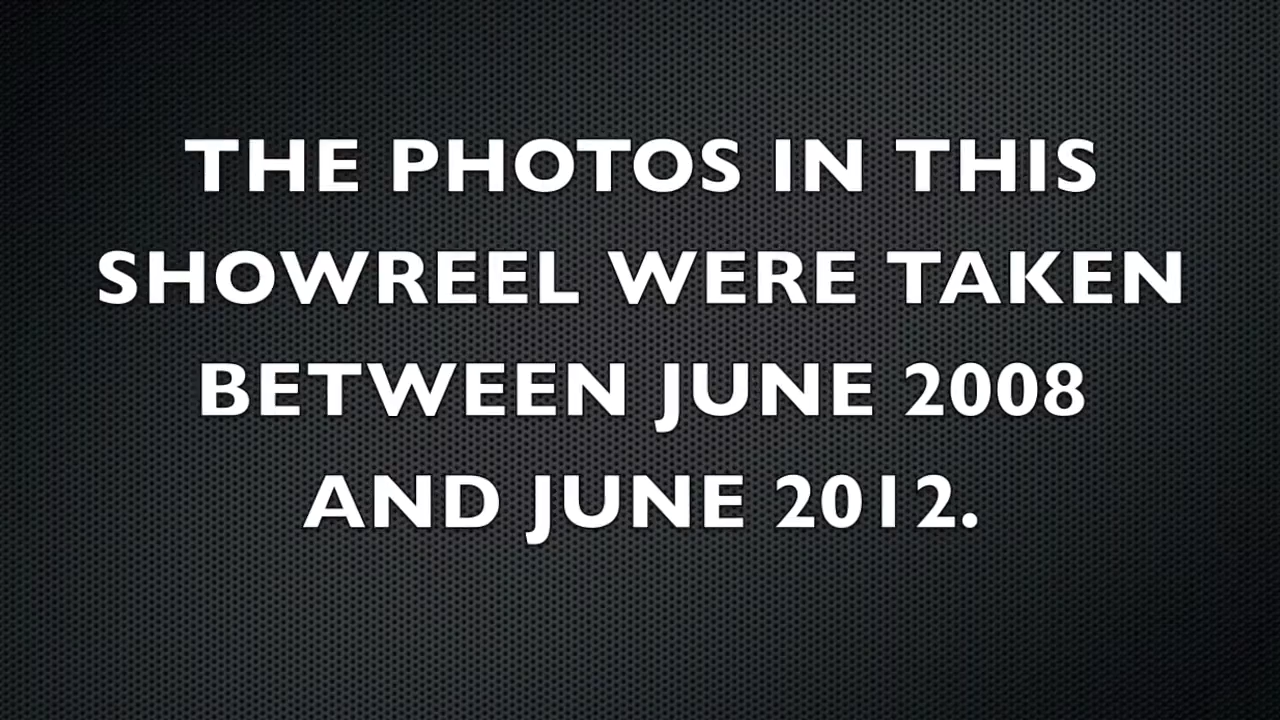 THE PHOTOS IN THIS
SHOWREEL WERE TAKEN
BETWEEN JUNE 2008
AND JUNE 2012.